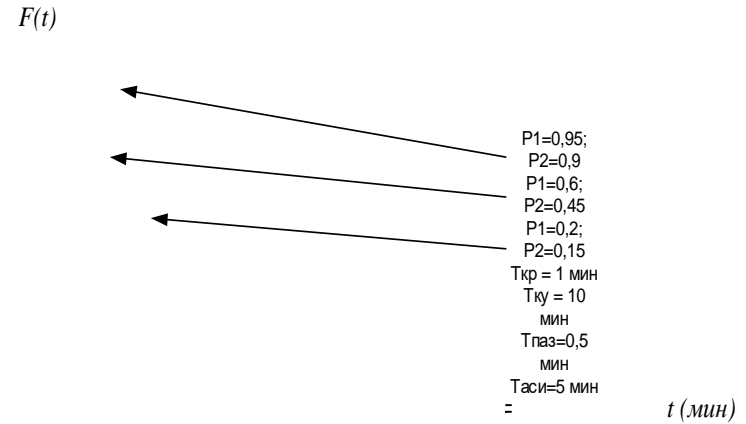 F(t)
P1=0,95;
P2=0,9
P1=0,6;
P2=0,45
P1=0,2;
P2=0,15
Ткр = 1 мин
Тку = 10
мин
Тпаз=0,5
мин
Таси=5 мин
=
t (мин)